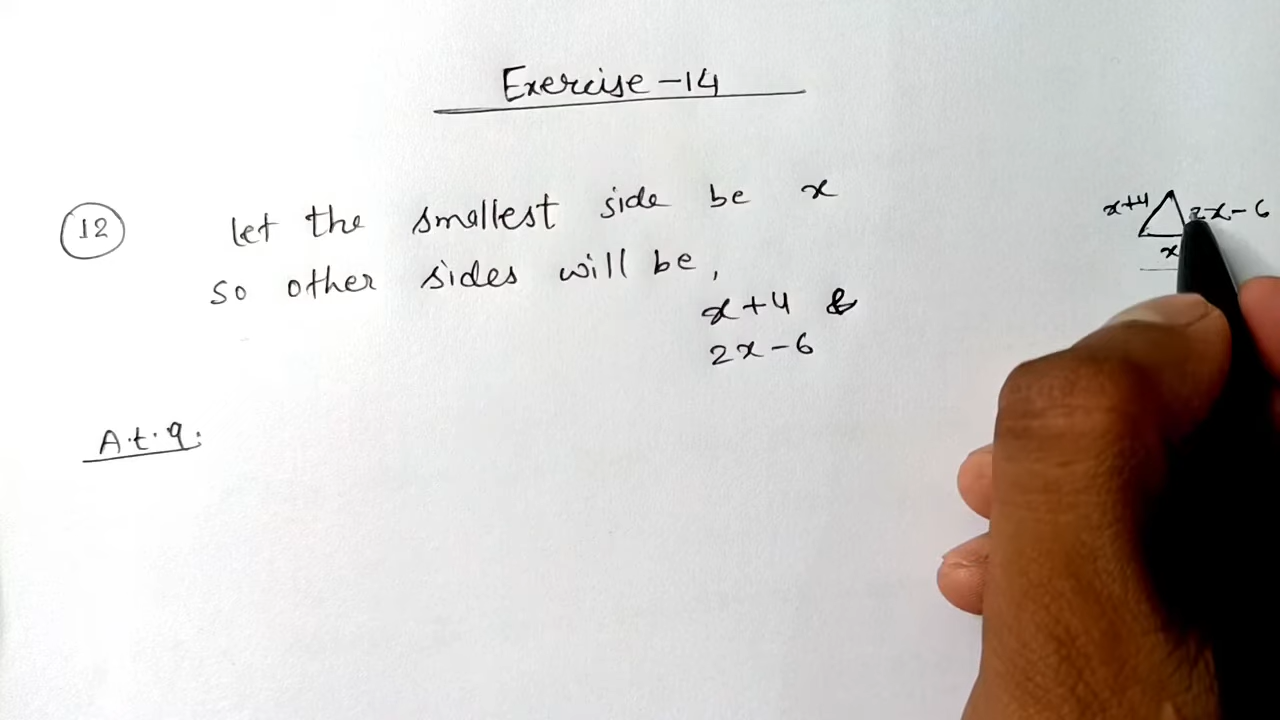 Exercise -14
12 let the smallest side be x
so other sides will be,
x+4 &
2x-6
A.t.q.
x+4
2x-6
x